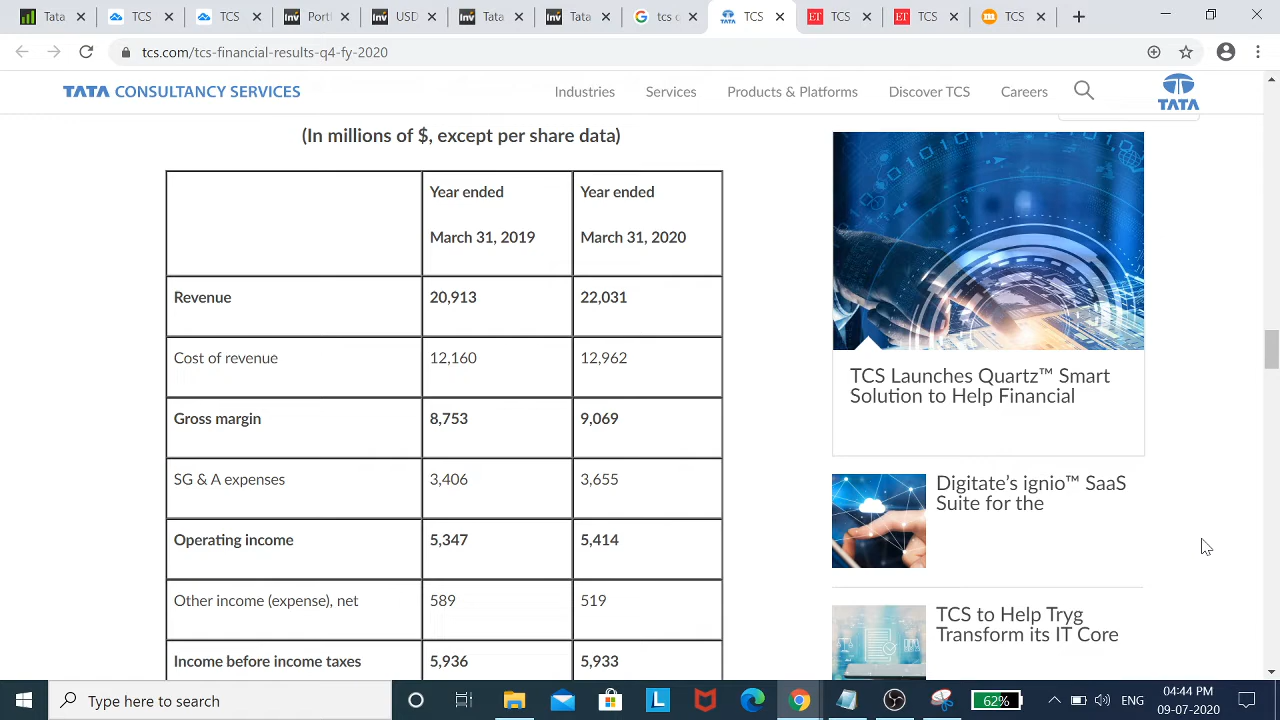 Tata
TCS
TCS
Port
USD
Tata
Tata
tcs c
TCS
TCS
TCS
TCS
tcs.com/tcs-financial-results-q4-fy-2020
TATA CONSULTANCY SERVICES
Industries
Services
Products & Platforms
Discover TCS
Careers
TATA
(In millions of $, except per share data)
Year ended March 31, 2019
Year ended March 31, 2020
Revenue 20,913 22,031
Cost of revenue 12,160 12,962
Gross margin 8,753 9,069
SG & A expenses 3,406 3,655
Operating income 5,347 5,414
Other income (expense), net 589 519
Income before income taxes 5,936 5,933
TCS Launches Quartz™ Smart
Solution to Help Financial
Digitate's ignio™ SaaS
Suite for the
TCS to Help Tryg
Transform its IT Core
Type here to search
62%
ENG
04:44 PM
09-07-2020